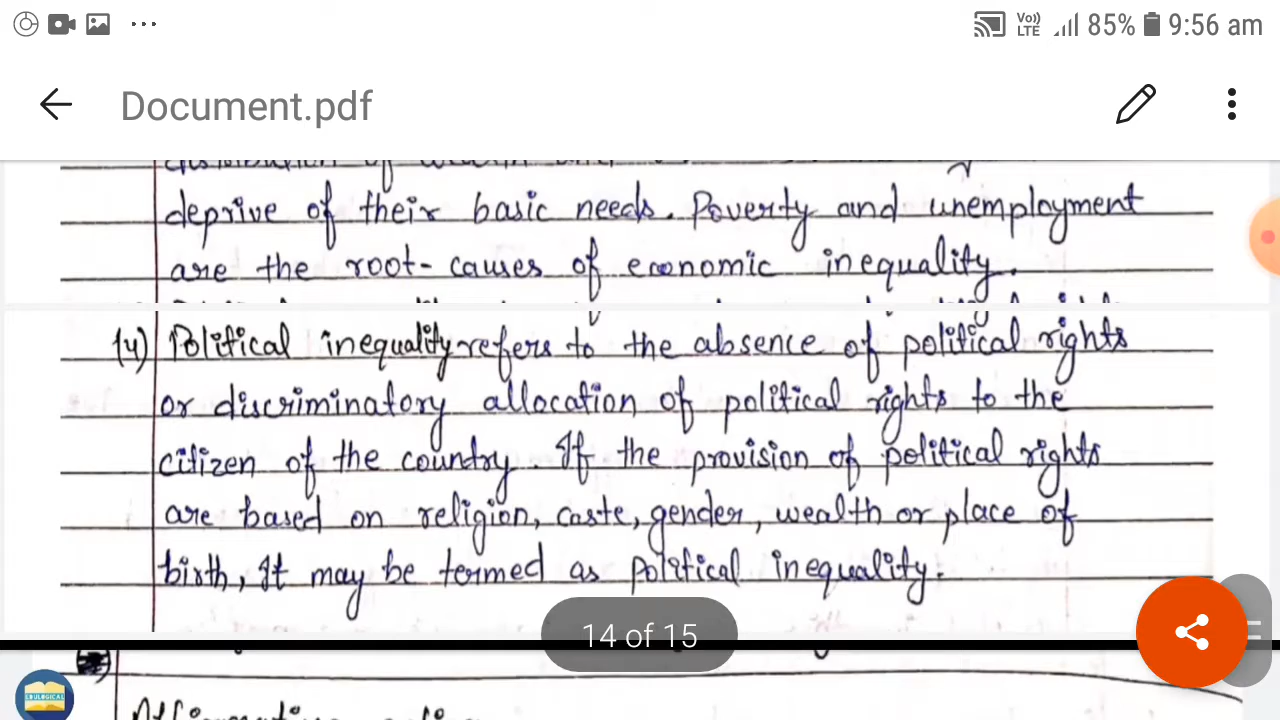 Vo)) LTE 85% 9:56 am
Document.pdf
deprive of their basic needs. Poverty and unemployment
are the root-causes of economic inequality.
(4) Political inequality refers to the absence of political rights
or discriminatory allocation of political rights to the
citizen of the country. If the provision of political rights
are based on religion, caste, gender, wealth or place of
birth, It may be termed as political inequality.
14 of 15
EDULOGICAL